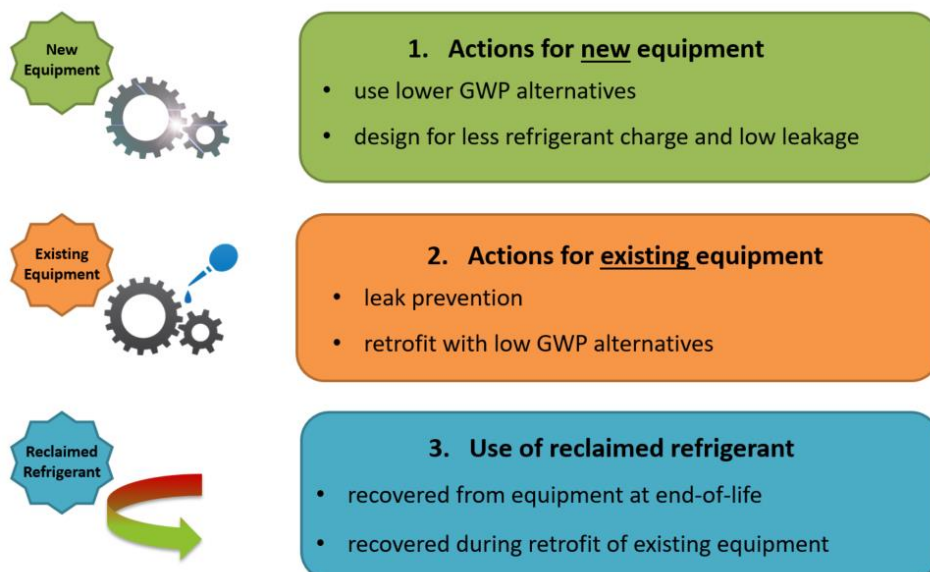 New
Equipment
1. Actions for new equipment
• use lower GWP alternatives
• design for less refrigerant charge and low leakage
Existing
Equipment
2. Actions for existing equipment
• leak prevention
• retrofit with low GWP alternatives
Reclaimed
Refrigerant
3. Use of reclaimed refrigerant
• recovered from equipment at end-of-life
• recovered during retrofit of existing equipment